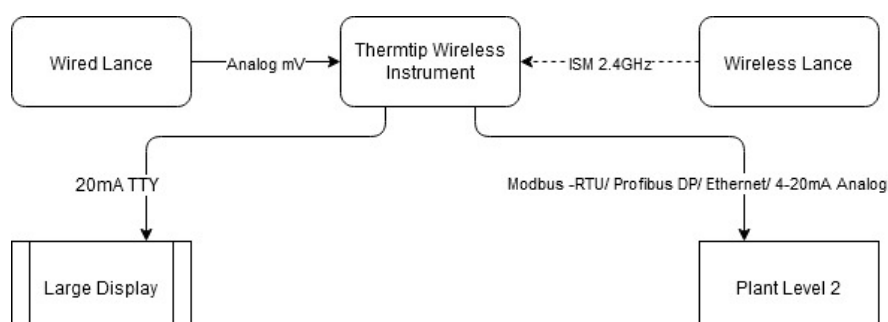 Wired Lance
Analog mV
Thermtip Wireless
Instrument
ISM 2.4GHz
Wireless Lance
20mA TTY
Modbus -RTU/ Profibus DP/ Ethernet/ 4-20mA Analog
Large Display
Plant Level 2